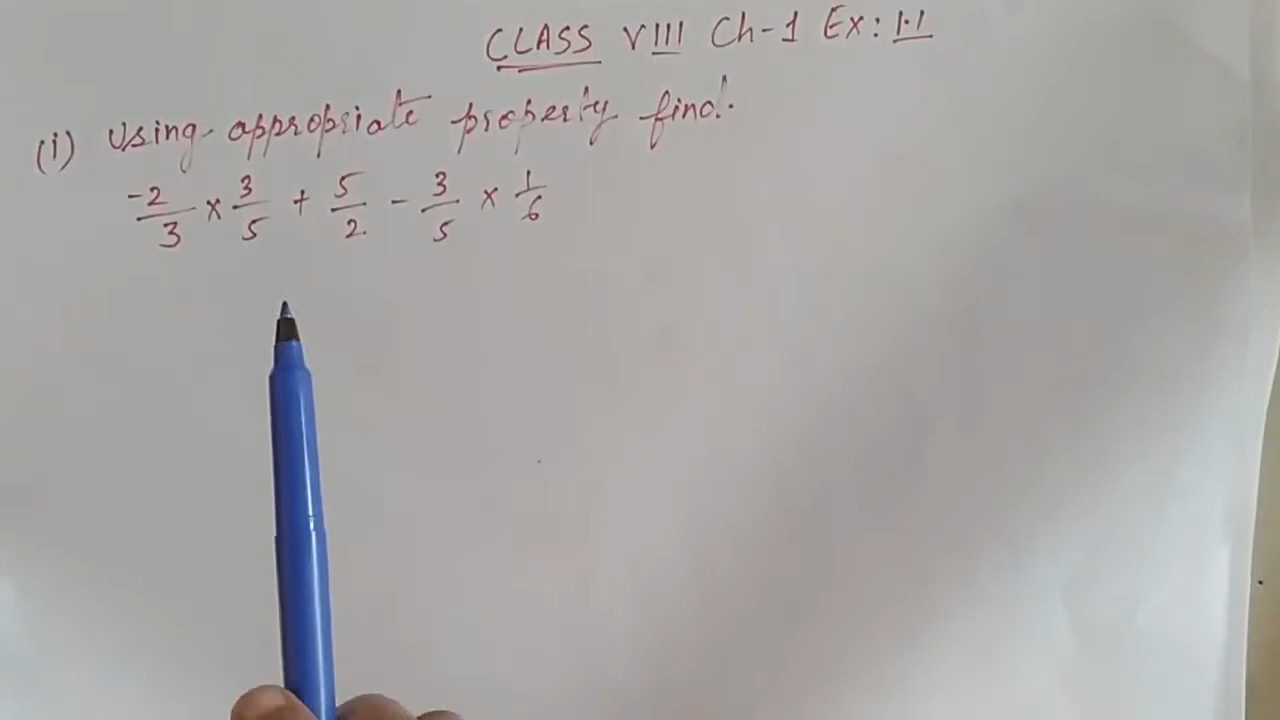 CLASS VIII Ch-1 Ex: 1.1
(i) Using appropriate property find.
-2/3 × 3/5 + 5/2 - 3/5 × 1/6